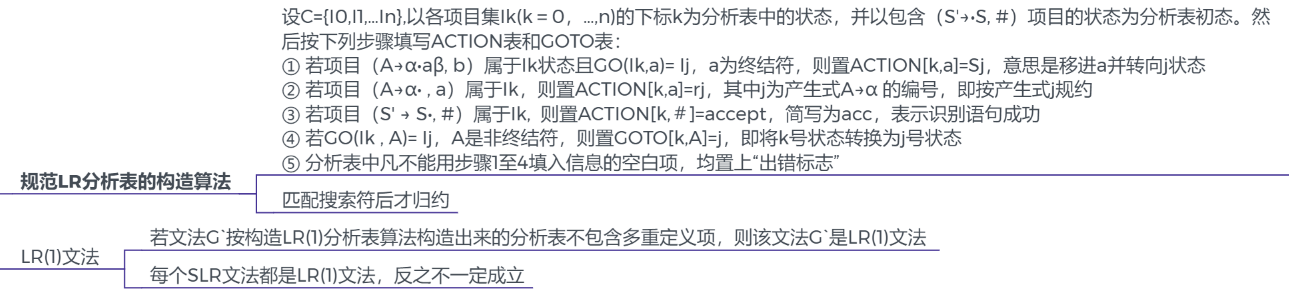 设C={I0,I1,...In},以各项目集Ik(k = 0，...,n)的下标k为分析表中的状态，并以包含（S'→•S, #）项目的状态为分析表初态。然
后按下列步骤填写ACTION表和GOTO表：
① 若项目（A→α•aβ, b）属于Ik状态且GO(Ik,a)= Ij，a为终结符，则置ACTION[k,a]=Sj，意思是移进a并转向j状态
② 若项目（A→α• , a）属于Ik，则置ACTION[k,a]=rj，其中j为产生式A→α 的编号，即按产生式j规约
③ 若项目（S' → S•, #）属于Ik, 则置ACTION[k,＃]=accept，简写为acc，表示识别语句成功
④ 若GO(Ik , A)= Ij，A是非终结符，则置GOTO[k,A]=j，即将k号状态转换为j号状态
⑤ 分析表中凡不能用步骤1至4填入信息的空白项，均置上“出错标志”
规范LR分析表的构造算法
匹配搜索符后才归约
若文法G`按构造LR(1)分析表算法构造出来的分析表不包含多重定义项，则该文法G`是LR(1)文法
LR(1)文法
每个SLR文法都是LR(1)文法，反之不一定成立